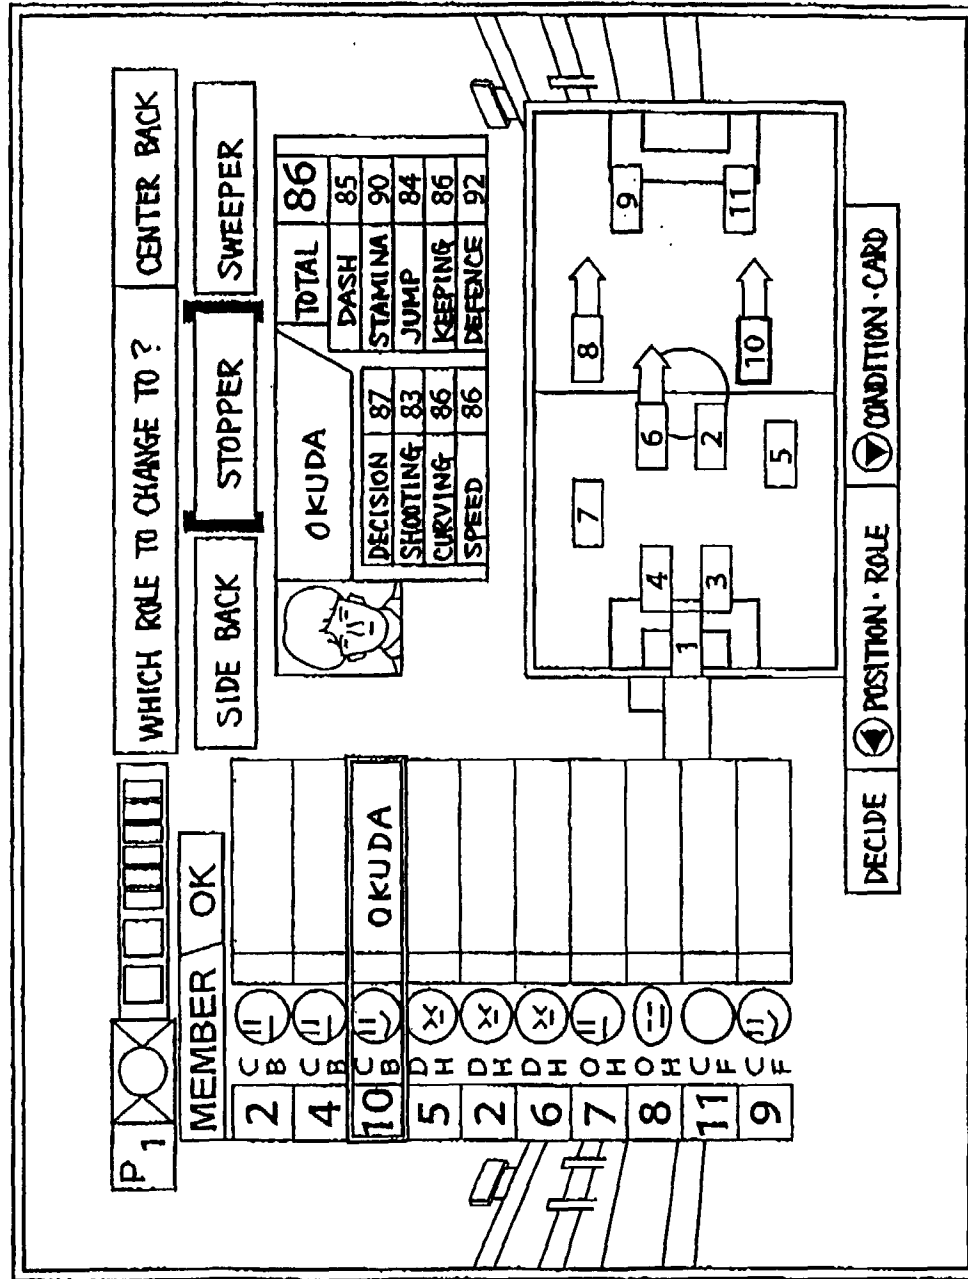 P1
WHICH ROLE TO CHANGE TO ? CENTER BACK
MEMBER OK
SIDE BACK STOPPER SWEEPER
2 CB
4 CB
10 CB OKUDA
5 DH
2 DH
6 DH
7 OH
8 OH
11 CF
9 CF
OKUDA
TOTAL 86
DECISION 87
SHOOTING 83
CURVING 86
SPEED 86
DASH 85
STAMINA 90
JUMP 84
KEEPING 86
DEFENCE 92
7 8 9
4 6
1
3 2
5 10 11
DECIDE POSITION・ROLE CONDITION・CARD